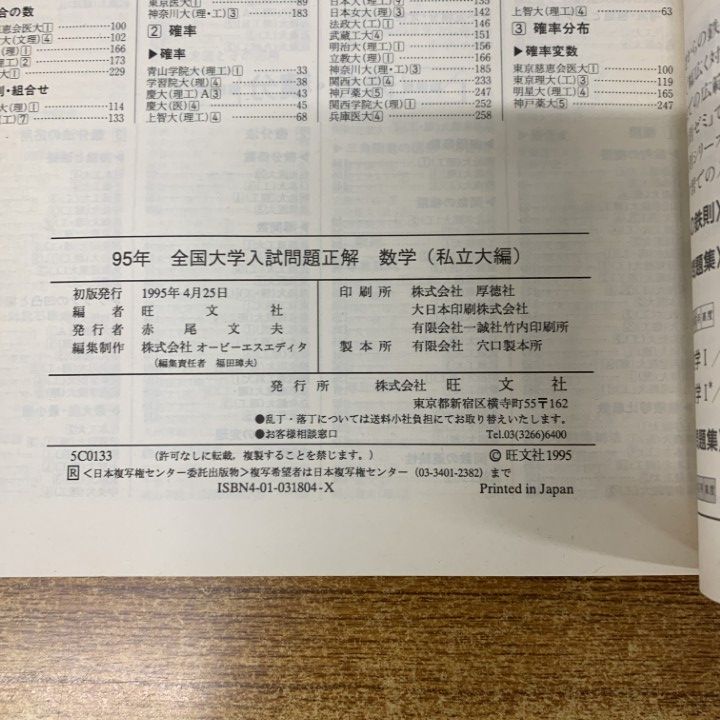 合の数
慈恵会医大① 100
大(文理)④ 102
(理)① 166
(理工)② 173
大① 229
列・組合せ
大(理)① 114
(工)⑦ 133
東京医大① 89
神奈川大(理・工)③ 183
② 確率
▶確率
青山学院大(理工)① 33
学習院大(理)④ 38
慶大(理工)A③ 43
慶大(医)④ 45
上智大(理工)④ 68
日本女大(理)③ 142
法政大(工)① 146
武蔵工大④ 151
明治大(理工)① 156
立教大(理)① 166
神奈川大(理・工)③ 185
関西大(工)④ 233
神戸薬大⑤ 247
関西学院大(理)① 252
兵庫医大④ 258
上智大(理工)④ 63
③ 確率分布
▶確率変数
東京慈恵会医大① 100
東京理大(工)③ 119
明星大(理工)④ 165
神戸薬大⑤ 247
95年 全国大学入試問題正解 数学(私立大編)
初版発行 1995年4月25日
編者 旺文社
発行者 赤尾文夫
編集制作 株式会社 オービーエスエディタ
(編集責任者 福田璋夫)
印刷所 株式会社 厚徳社
大日本印刷株式会社
有限会社一誠社竹内印刷所
製本所 有限会社 穴口製本所
発行所 株式会社 旺文社
東京都新宿区横寺町55〒162
●乱丁・落丁については送料小社負担にてお取り替えいたします。
●お客様相談窓口 Tel.03(3266)6400
5C0133 (許可なしに転載,複製することを禁じます。) ©旺文社1995
R <日本複写権センター委託出版物>複写希望者は日本複写権センター (03-3401-2382) まで
ISBN4-01-031804-X Printed in Japan